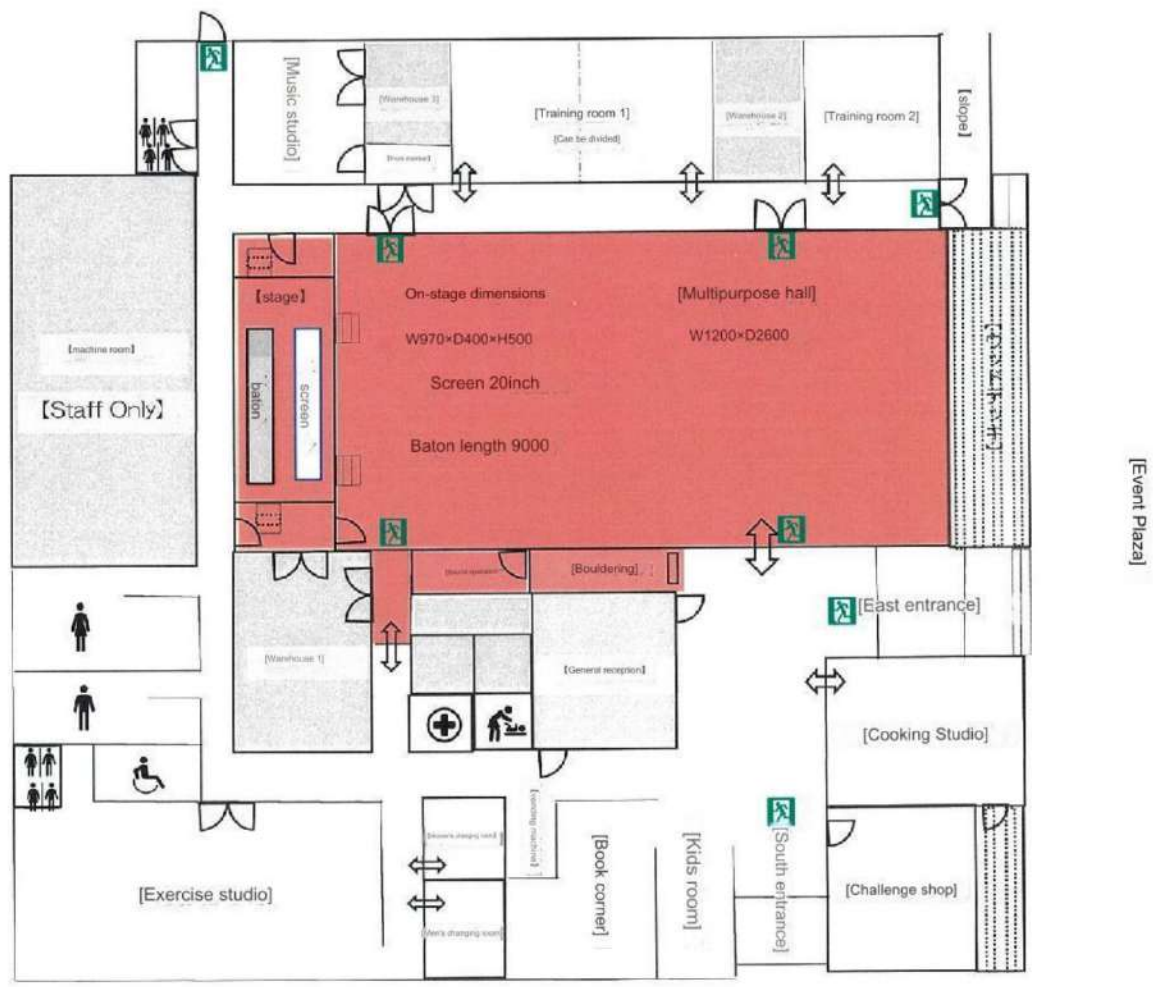 [Music studio]
[Warehouse 3]
[Training room 1]
[Can be divided]
[Warehouse 2]
[Training room 2]
[slope]
【stage】
On-stage dimensions
W970×D400×H500
Screen 20inch
Baton length 9000
[Multipurpose hall]
W1200×D2600
baton
screen
【machine room】
【Staff Only】
[Event Plaza]
[Bouldering]
[East entrance]
[Warehouse 1]
【General reception】
[Cooking Studio]
[vending machine]
[Book corner]
[Kids room]
[South entrance]
[Challenge shop]
[Exercise studio]
[Women's changing room]
[Men's changing room]